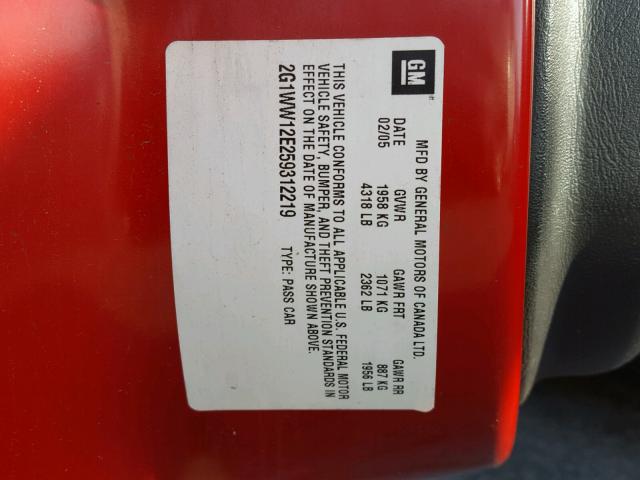 GM
MFD BY GENERAL MOTORS OF CANADA LTD.
DATE GVWR GAWR FRT GAWR RR
02/05 1958 KG 1071 KG 887 KG
4318 LB 2362 LB 1956 LB
THIS VEHICLE CONFORMS TO ALL APPLICABLE U.S. FEDERAL MOTOR
VEHICLE SAFETY, BUMPER, AND THEFT PREVENTION STANDARDS IN
EFFECT ON THE DATE OF MANUFACTURE SHOWN ABOVE.
2G1WW12E259312219 TYPE: PASS CAR